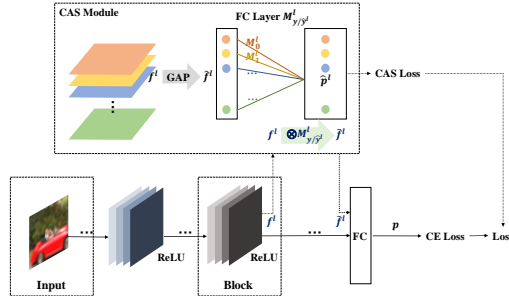 CAS Module
FC Layer M^l_{y/ŷ^l}
f^l
GAP
f̂^l
M^l_0
M^l_1
...
...
p̂^l
CAS Loss
f^l
⊗M^l_{y/ŷ^l}
f̃^l
...
ReLU
...
f^l
ReLU
...
f̃^l
FC
p
CE Loss
Los
Input
Block